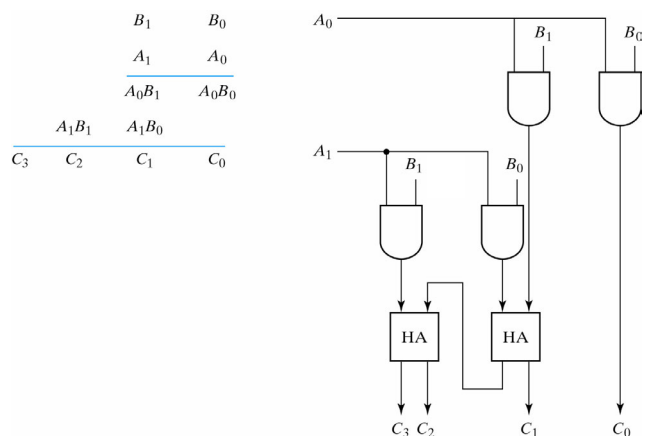 B₁ B₀
A₁ A₀
A₀B₁ A₀B₀
A₁B₁ A₁B₀
C₃ C₂ C₁ C₀
A₀
B₁ B₀
A₁
B₁ B₀
HA HA
C₃ C₂ C₁ C₀